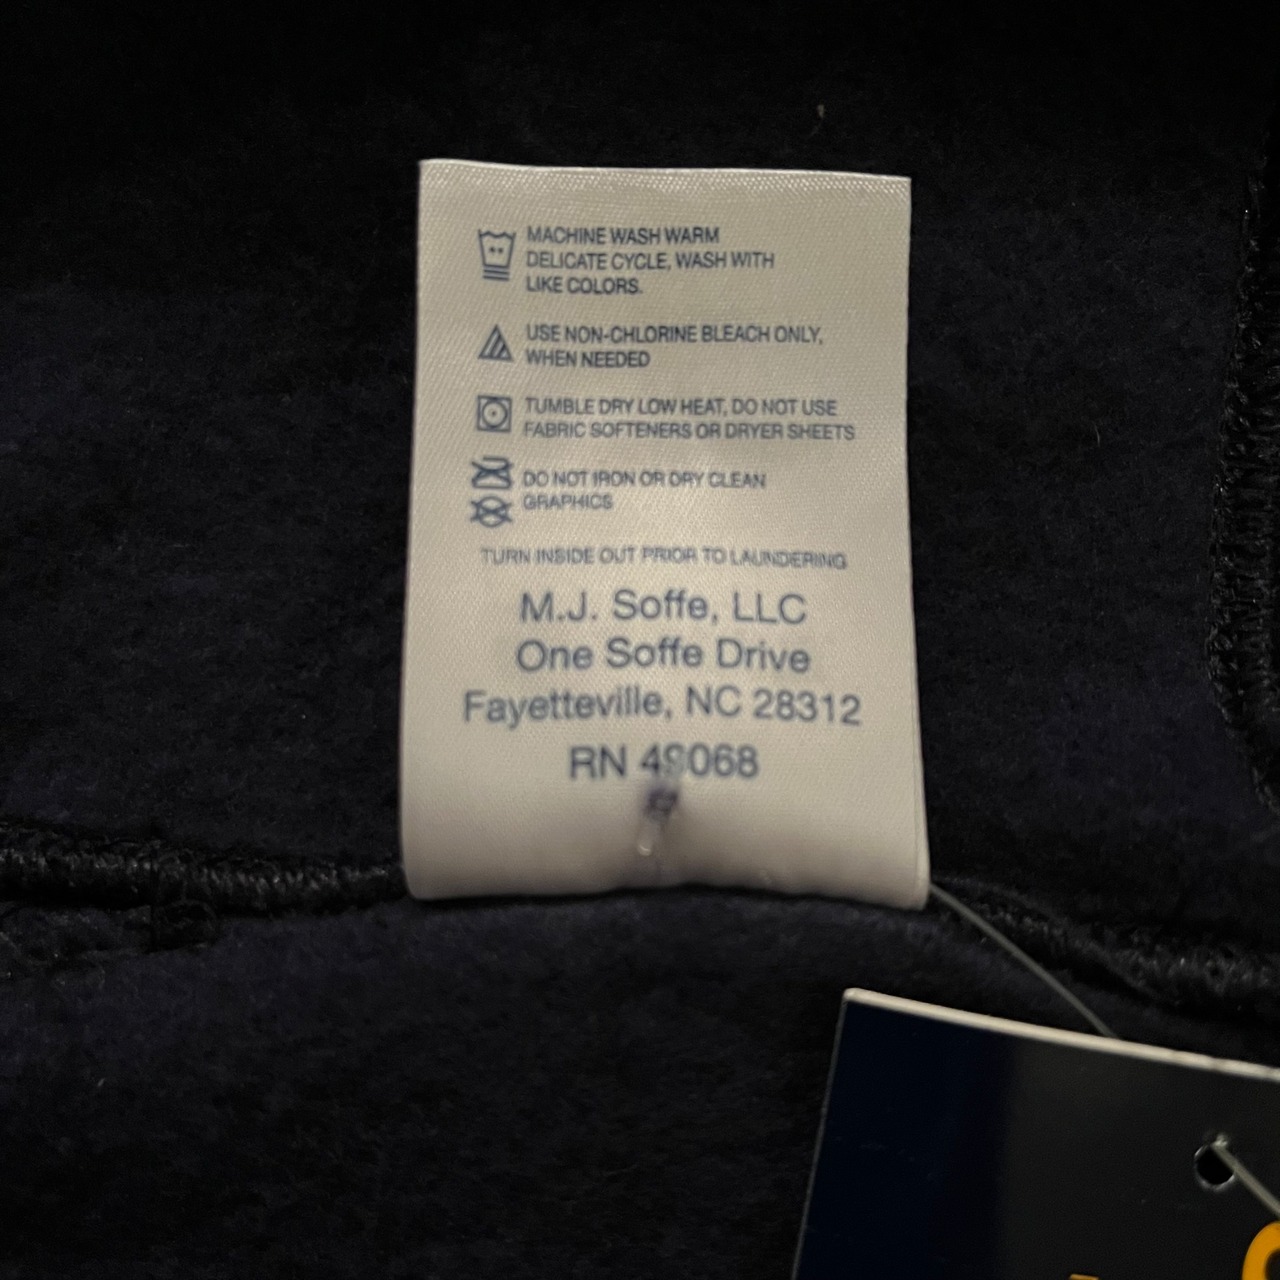 MACHINE WASH WARM
DELICATE CYCLE, WASH WITH
LIKE COLORS.
USE NON-CHLORINE BLEACH ONLY,
WHEN NEEDED
TUMBLE DRY LOW HEAT, DO NOT USE
FABRIC SOFTENERS OR DRYER SHEETS
DO NOT IRON OR DRY CLEAN
GRAPHICS
TURN INSIDE OUT PRIOR TO LAUNDERING
M.J. Soffe, LLC
One Soffe Drive
Fayetteville, NC 28312
RN 49068